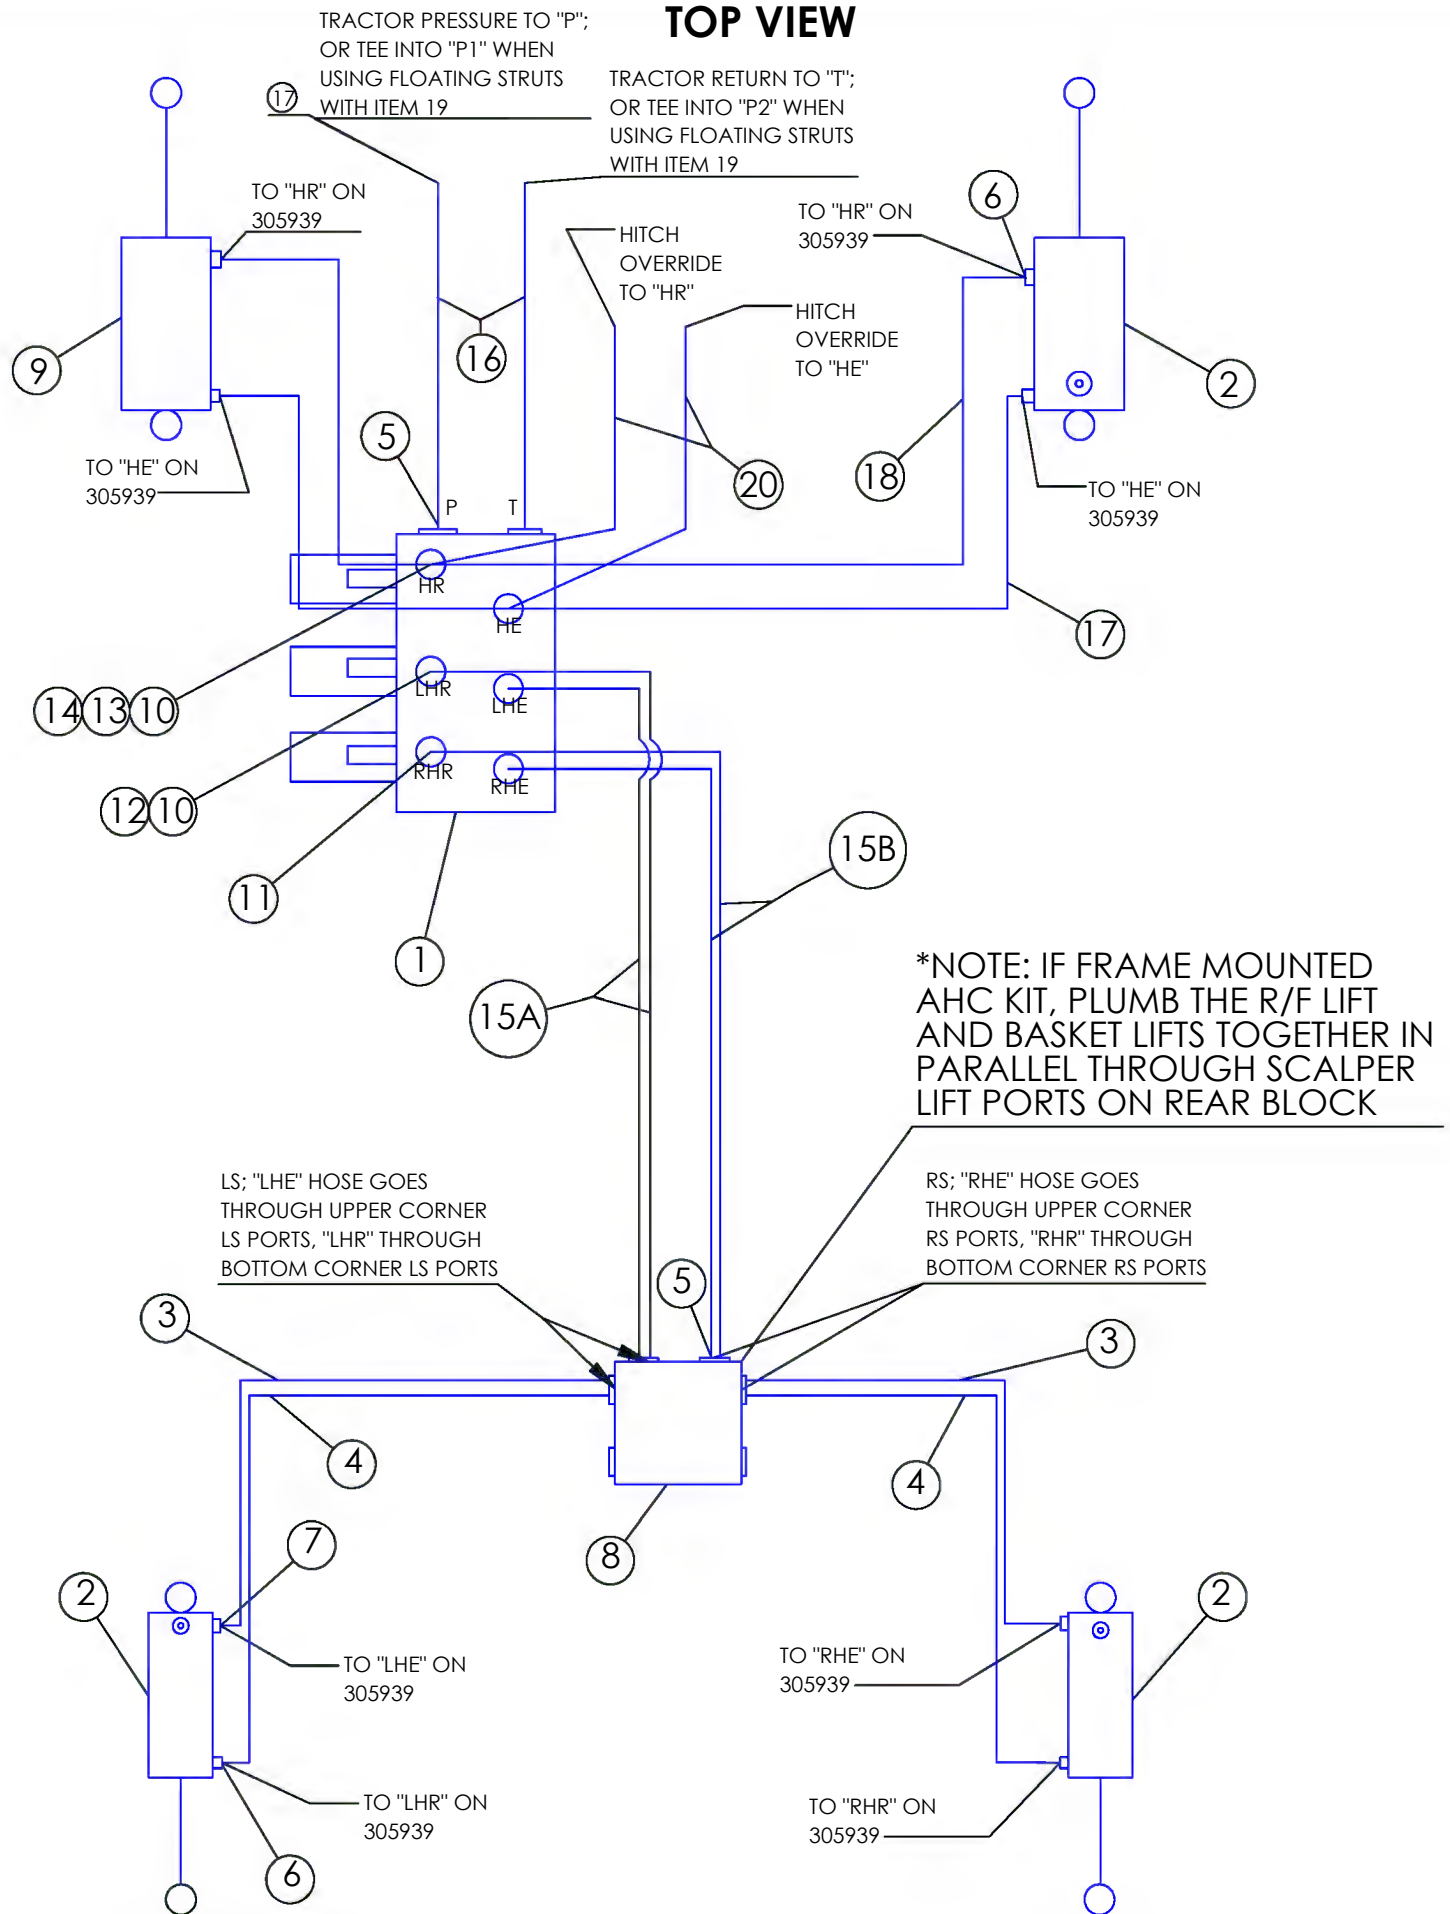 TOP VIEW
TRACTOR PRESSURE TO "P";
OR TEE INTO "P1" WHEN
USING FLOATING STRUTS
WITH ITEM 19
17
TRACTOR RETURN TO "T";
OR TEE INTO "P2" WHEN
USING FLOATING STRUTS
WITH ITEM 19
TO "HR" ON
305939
TO "HR" ON
305939
6
HITCH
OVERRIDE
TO "HR"
HITCH
OVERRIDE
TO "HE"
9
16
2
5
20
18
TO "HE" ON
305939
TO "HE" ON
305939
P
T
HR
HE
17
LHR
LHE
14
13
10
RHR
RHE
12
10
11
1
15B
15A
*NOTE: IF FRAME MOUNTED
AHC KIT, PLUMB THE R/F LIFT
AND BASKET LIFTS TOGETHER IN
PARALLEL THROUGH SCALPER
LIFT PORTS ON REAR BLOCK
LS; "LHE" HOSE GOES
THROUGH UPPER CORNER
LS PORTS, "LHR" THROUGH
BOTTOM CORNER LS PORTS
RS; "RHE" HOSE GOES
THROUGH UPPER CORNER
RS PORTS, "RHR" THROUGH
BOTTOM CORNER RS PORTS
5
3
3
4
4
8
7
2
2
TO "LHE" ON
305939
TO "RHE" ON
305939
TO "LHR" ON
305939
TO "RHR" ON
305939
6